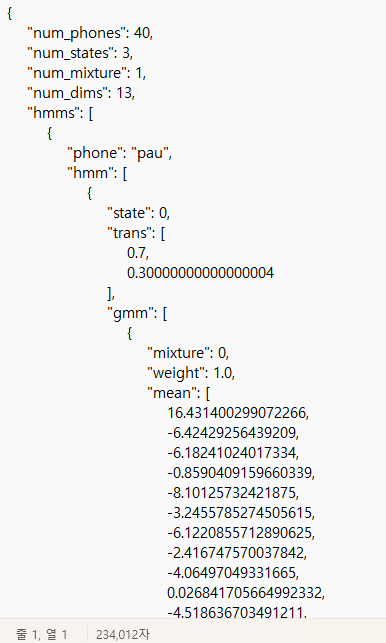 {
"num_phones": 40,
"num_states": 3,
"num_mixture": 1,
"num_dims": 13,
"hmms": [
{
"phone": "pau",
"hmm": [
{
"state": 0,
"trans": [
0.7,
0.30000000000000004
],
"gmm": [
{
"mixture": 0,
"weight": 1.0,
"mean": [
16.431400299072266,
-6.42429256439209,
-6.18241024017334,
-0.8590409159660339,
-8.10125732421875,
-3.2455785274505615,
-6.1220855712890625,
-2.416747570037842,
-4.06497049331665,
0.026841705664992332,
-4.518636703491211,
줄 1, 열 1 234,012자